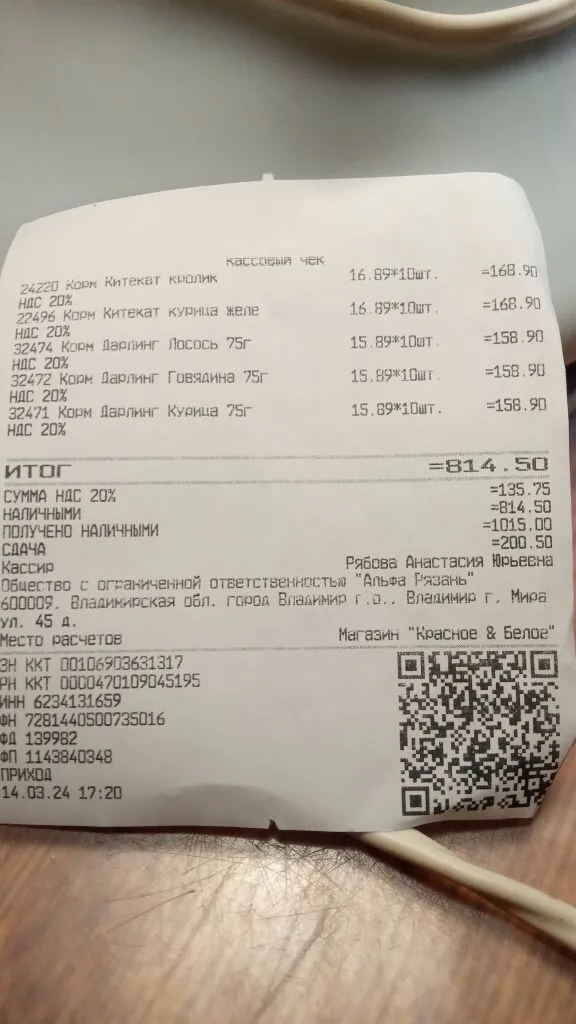 кассовый чек
24220 Корм Китекат кролик 16.89*10шт. =168.90
НДС 20%
22496 Корм Китекат курица желе 16.89*10шт. =168.90
НДС 20%
32474 Корм Дарлинг Лосось 75г 15.89*10шт. =158.90
НДС 20%
32472 Корм Дарлинг Говядина 75г 15.89*10шт. =158.90
НДС 20%
32471 Корм Дарлинг Курица 75г 15.89*10шт. =158.90
НДС 20%
ИТОГ =814.50
СУММА НДС 20% =135.75
НАЛИЧНЫМИ =814.50
ПОЛУЧЕНО НАЛИЧНЫМИ =1015.00
СДАЧА =200.50
Кассир Рябова Анастасия Юрьевна
Общество с ограниченной ответственностью "Альфа Рязань"
600009, Владимирская обл. город Владимир г.о., Владимир г, Мира
ул. 45 д.
Место расчетов Магазин "Красное & Белое"
ЗН ККТ 00106903631317
РН ККТ 0000470109045195
ИНН 6234131659
ФН 7281440500735016
ФД 139982
ФП 1143840348
ПРИХОД
14.03.24 17:20